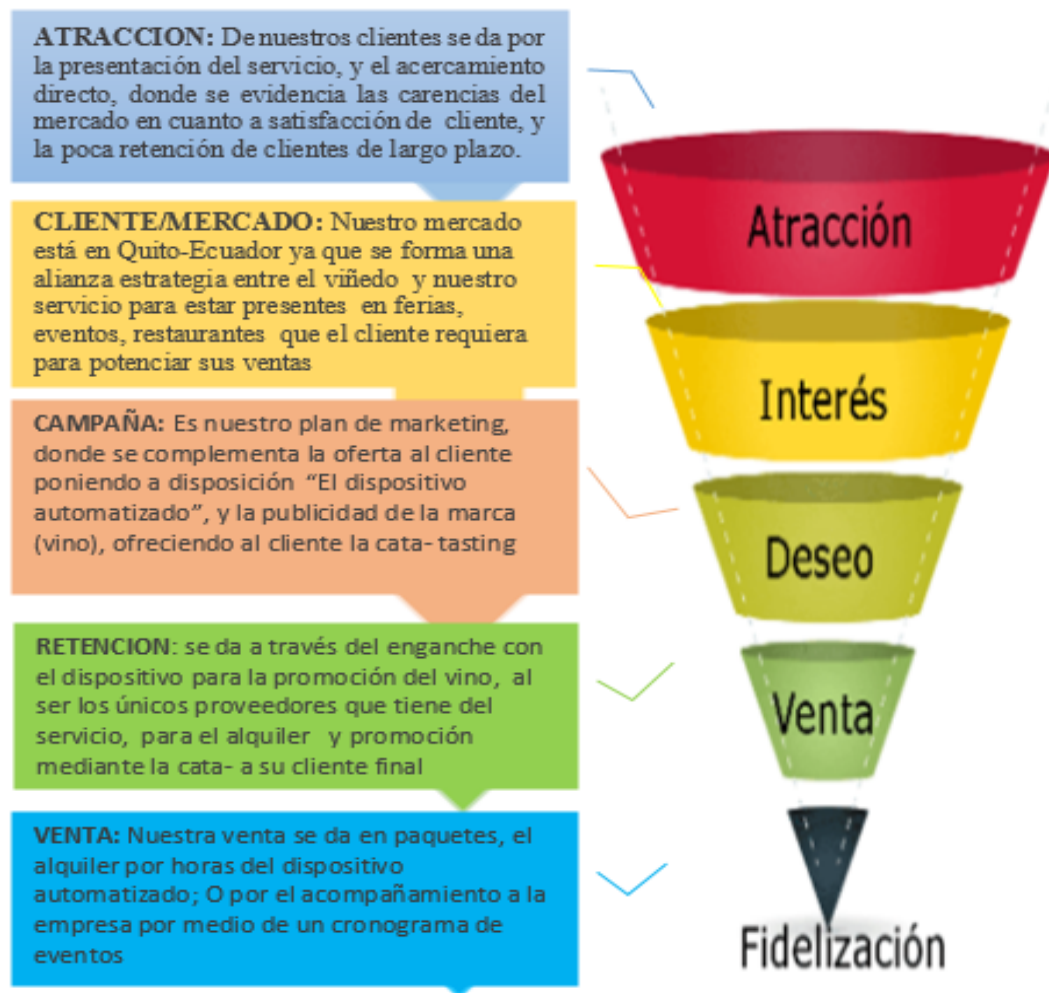 ATRACCION: De nuestros clientes se da por
la presentación del servicio, y el acercamiento
directo, donde se evidencia las carencias del
mercado en cuanto a satisfacción de cliente, y
la poca retención de clientes de largo plazo.
CLIENTE/MERCADO: Nuestro mercado
está en Quito-Ecuador ya que se forma una
alianza estrategia entre el viñedo y nuestro
servicio para estar presentes en ferias,
eventos, restaurantes que el cliente requiera
para potenciar sus ventas
CAMPAÑA: Es nuestro plan de marketing,
donde se complementa la oferta al cliente
poniendo a disposición “El dispositivo
automatizado”, y la publicidad de la marca
(vino), ofreciendo al cliente la cata- tasting
RETENCION: se da a través del enganche con
el dispositivo para la promoción del vino, al
ser los únicos proveedores que tiene del
servicio, para el alquiler y promoción
mediante la cata- a su cliente final
VENTA: Nuestra venta se da en paquetes, el
alquiler por horas del dispositivo
automatizado; O por el acompañamiento a la
empresa por medio de un cronograma de
eventos
Atracción
Interés
Deseo
Venta
Fidelización